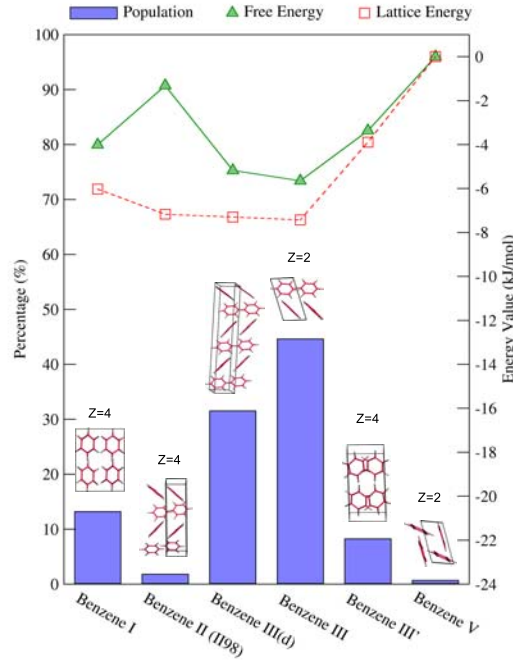 Population Free Energy Lattice Energy
100
90
80
70
60
50
40
30
20
10
0
Percentage (%)
0
-2
-4
-6
-8
-10
-12
-14
-16
-18
-20
-22
-24
Energy Value (kJ/mol)
Z=2
Z=4
Z=4
Z=4
Z=2
Benzene I
Benzene II (II98)
Benzene III(d)
Benzene III
Benzene III'
Benzene V